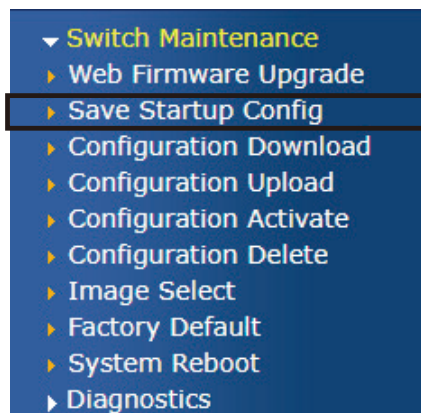 Switch Maintenance
Web Firmware Upgrade
Save Startup Config
Configuration Download
Configuration Upload
Configuration Activate
Configuration Delete
Image Select
Factory Default
System Reboot
Diagnostics